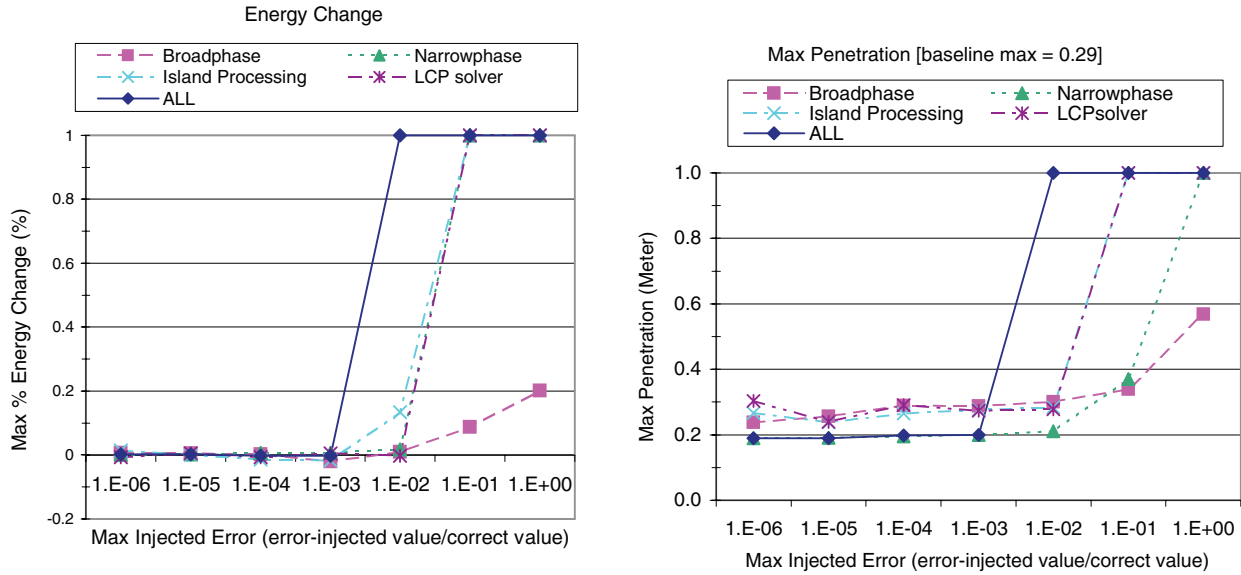 Energy Change
Broadphase
Narrowphase
Island Processing
LCP solver
ALL
1
0.8
0.6
0.4
0.2
0
-0.2
Max % Energy Change (%)
1.E-06 1.E-05 1.E-04 1.E-03 1.E-02 1.E-01 1.E+00
Max Injected Error (error-injected value/correct value)
Max Penetration [baseline max = 0.29]
Broadphase
Narrowphase
Island Processing
LCPsolver
ALL
1.0
0.8
0.6
0.4
0.2
0.0
Max Penetration (Meter)
1.E-06 1.E-05 1.E-04 1.E-03 1.E-02 1.E-01 1.E+00
Max Injected Error (error-injected value/correct value)